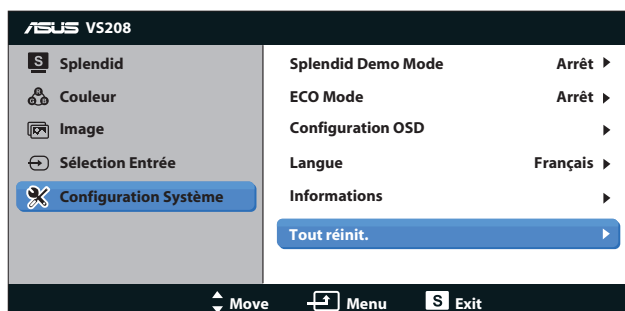 ASUS VS208
S Splendid
Couleur
Image
Sélection Entrée
Configuration Système
Splendid Demo Mode Arrêt
ECO Mode Arrêt
Configuration OSD
Langue Français
Informations
Tout réinit.
Move Menu S Exit